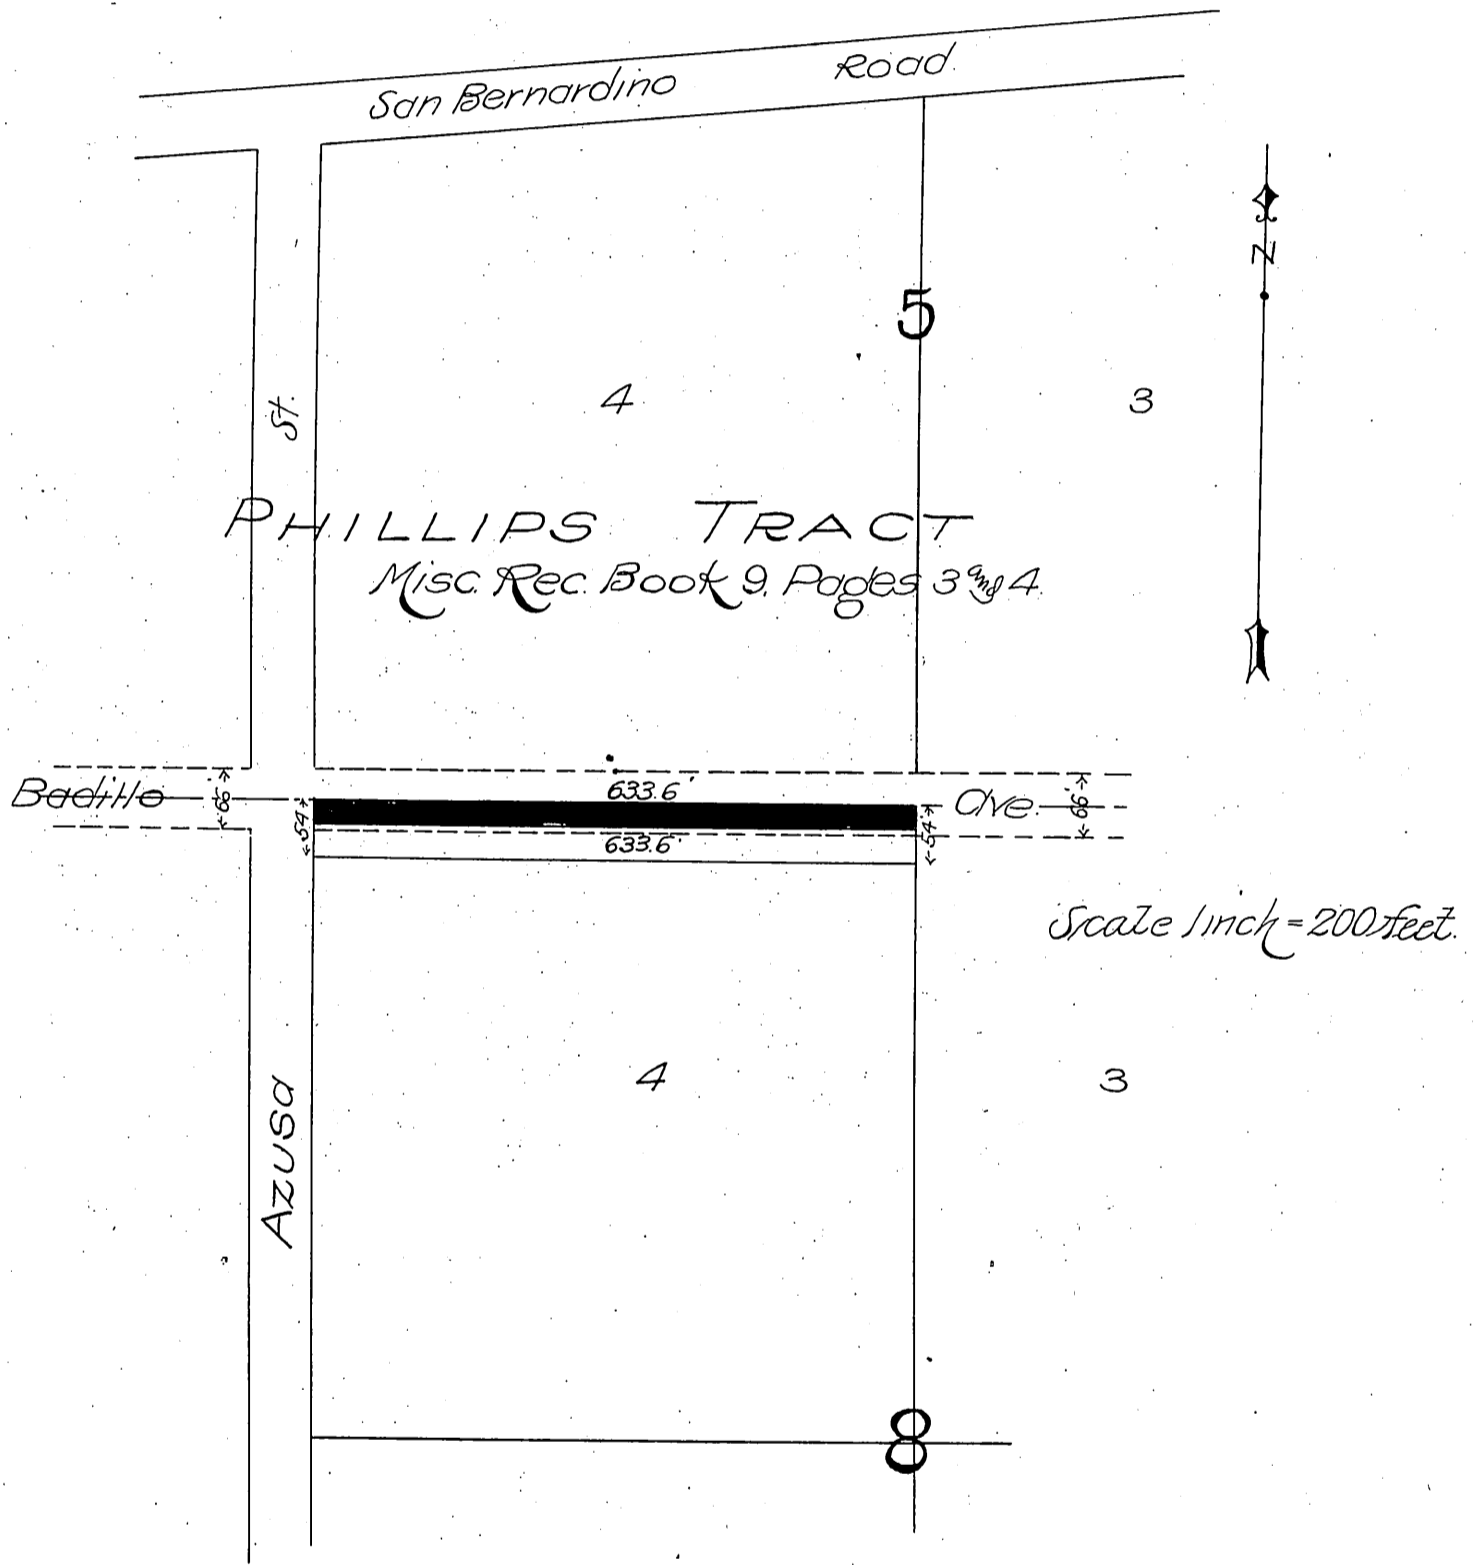 San Bernardino Road.
N
5
4
3
St.
PHILLIPS TRACT
Misc. Rec. Book 9, Pages 3 and 4.
Badillo Ave.
66'
633.6'
66'
54'
54'
633.6'
Scale 1 inch = 200 feet.
4
3
Azusa
8